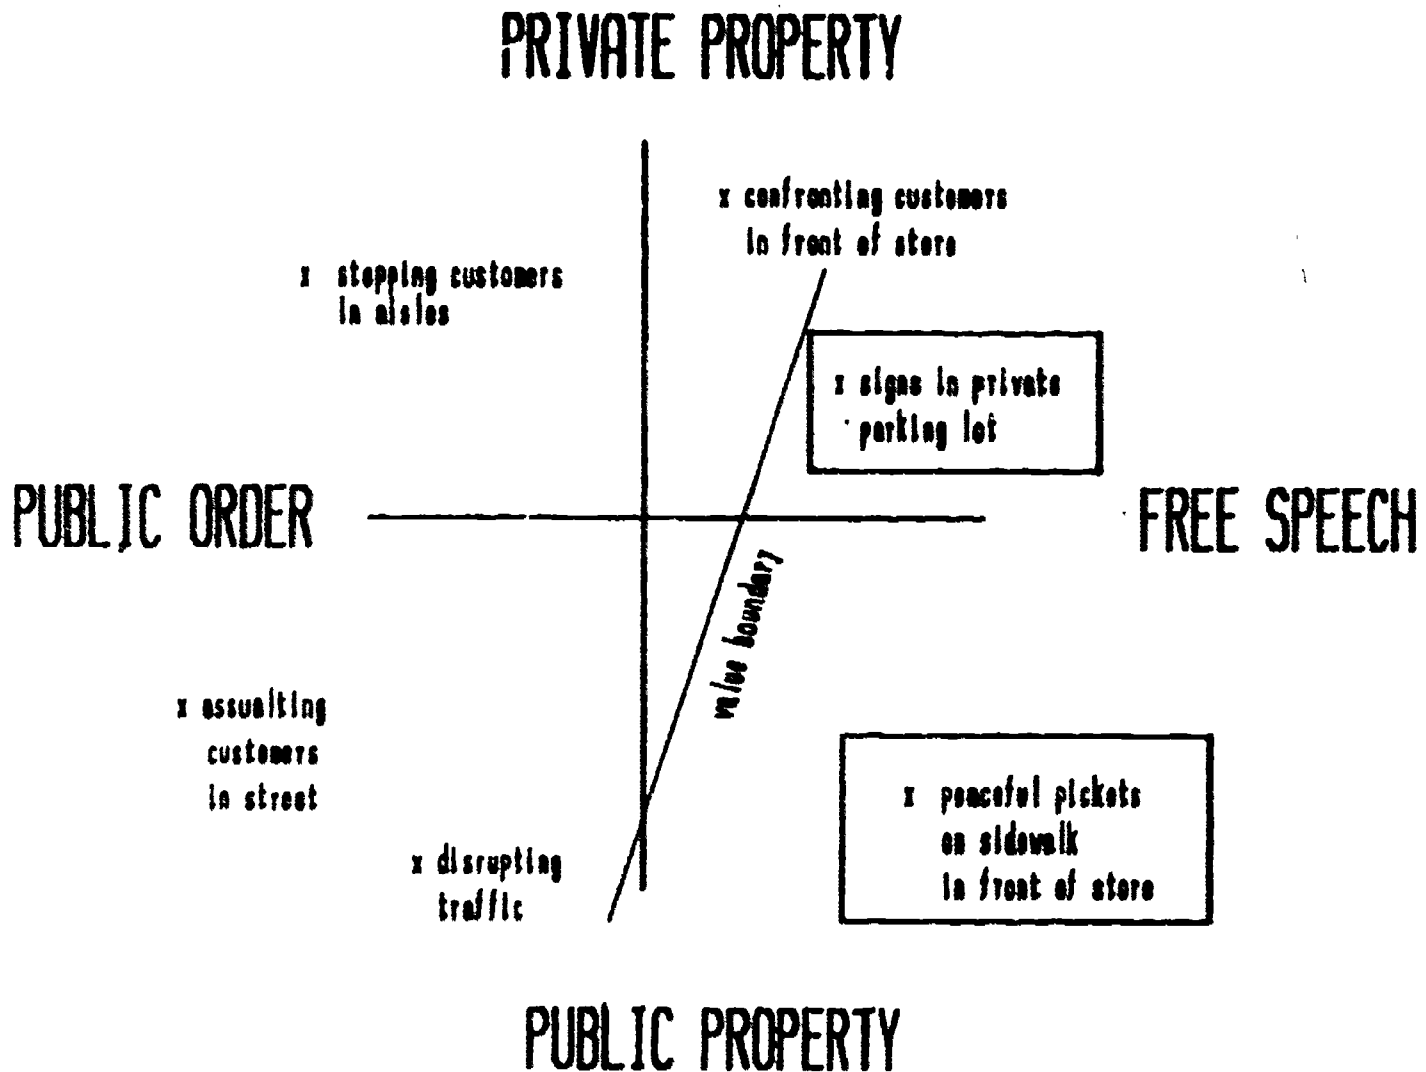 PRIVATE PROPERTY
x confronting customers
in front of store
x stopping customers
in aisles
x signs in private
parking lot
PUBLIC ORDER
FREE SPEECH
value boundary
x assualting
customers
in street
x peaceful pickets
on sidewalk
in front of store
x disrupting
traffic
PUBLIC PROPERTY